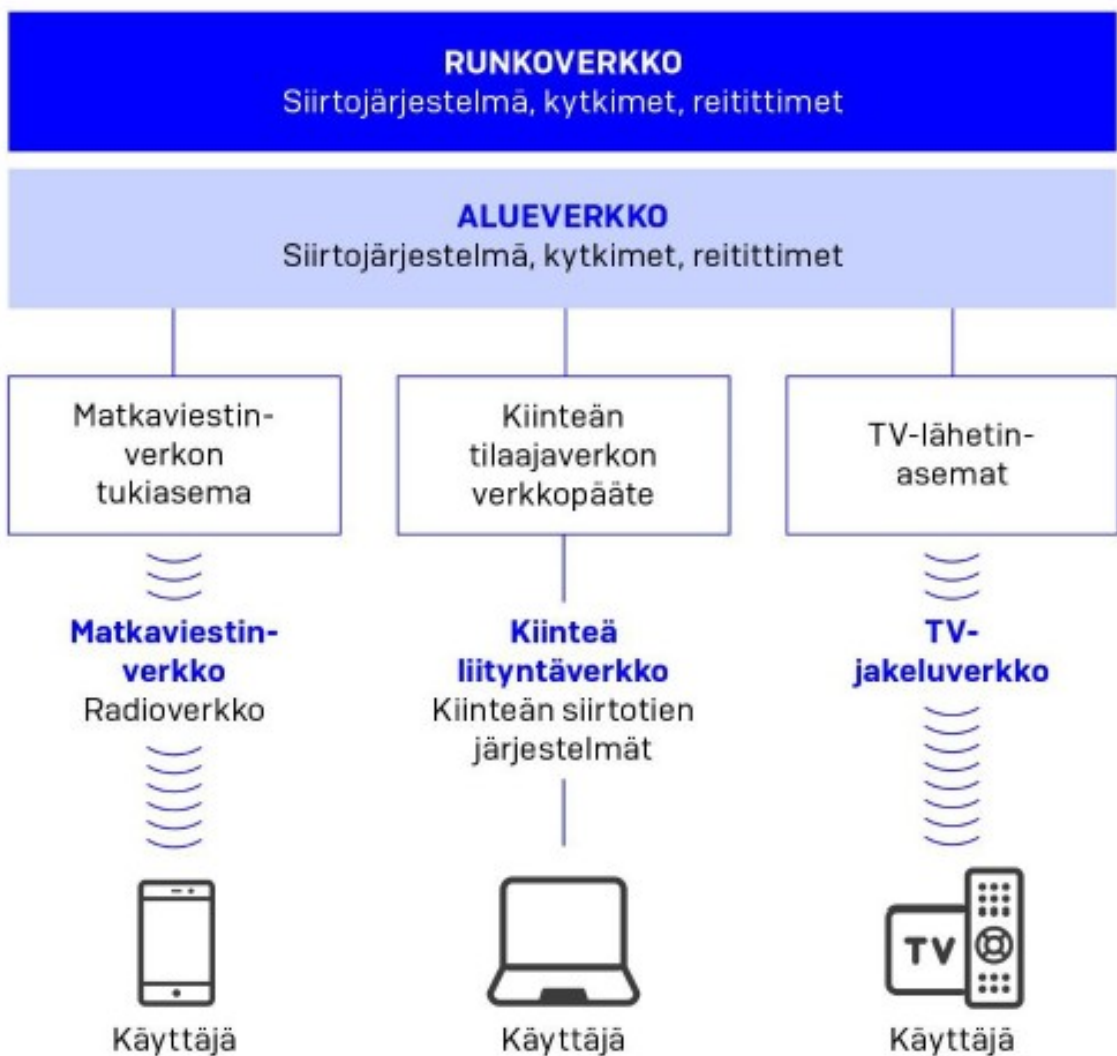 RUNKOVERKKO
Siirtojärjestelmä, kytkimet, reitittimet
ALUEVERKKO
Siirtojärjestelmä, kytkimet, reitittimet
Matkaviestin-
verkon
tukiasema
Kiinteän
tilaajaverkon
verkkopääte
TV-lähetin-
asemat
Matkaviestin-
verkko
Radioverkko
Kiinteä
liityntäverkko
Kiinteän siirtotien
järjestelmät
TV-
jakeluverkko
TV
Käyttäjä
Käyttäjä
Käyttäjä